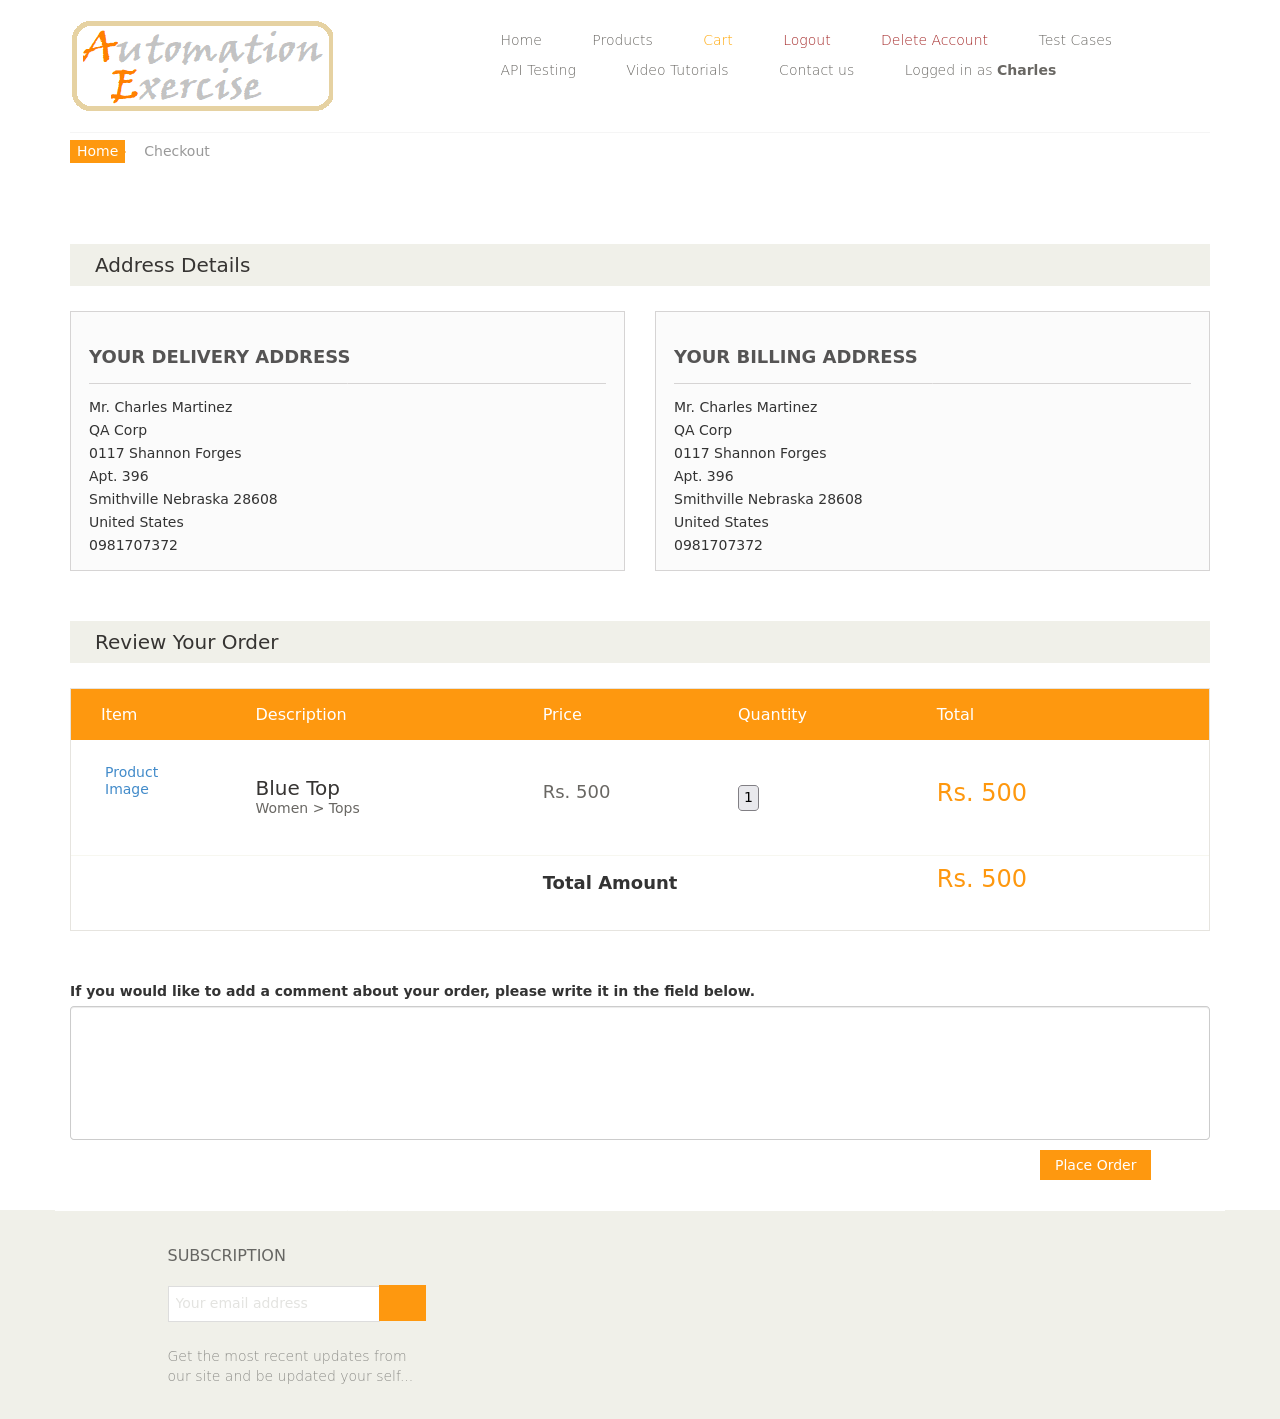 Automation
Exercise
Home Products Cart Logout Delete Account Test Cases
API Testing Video Tutorials Contact us Logged in as Charles
Home Checkout
Address Details
YOUR DELIVERY ADDRESS
Mr. Charles Martinez
QA Corp
0117 Shannon Forges
Apt. 396
Smithville Nebraska 28608
United States
0981707372
YOUR BILLING ADDRESS
Mr. Charles Martinez
QA Corp
0117 Shannon Forges
Apt. 396
Smithville Nebraska 28608
United States
0981707372
Review Your Order
Item Description Price Quantity Total
Product
Image
Blue Top
Women > Tops
Rs. 500
1
Rs. 500
Total Amount Rs. 500
If you would like to add a comment about your order, please write it in the field below.
Place Order
SUBSCRIPTION
Your email address
Get the most recent updates from
our site and be updated your self...